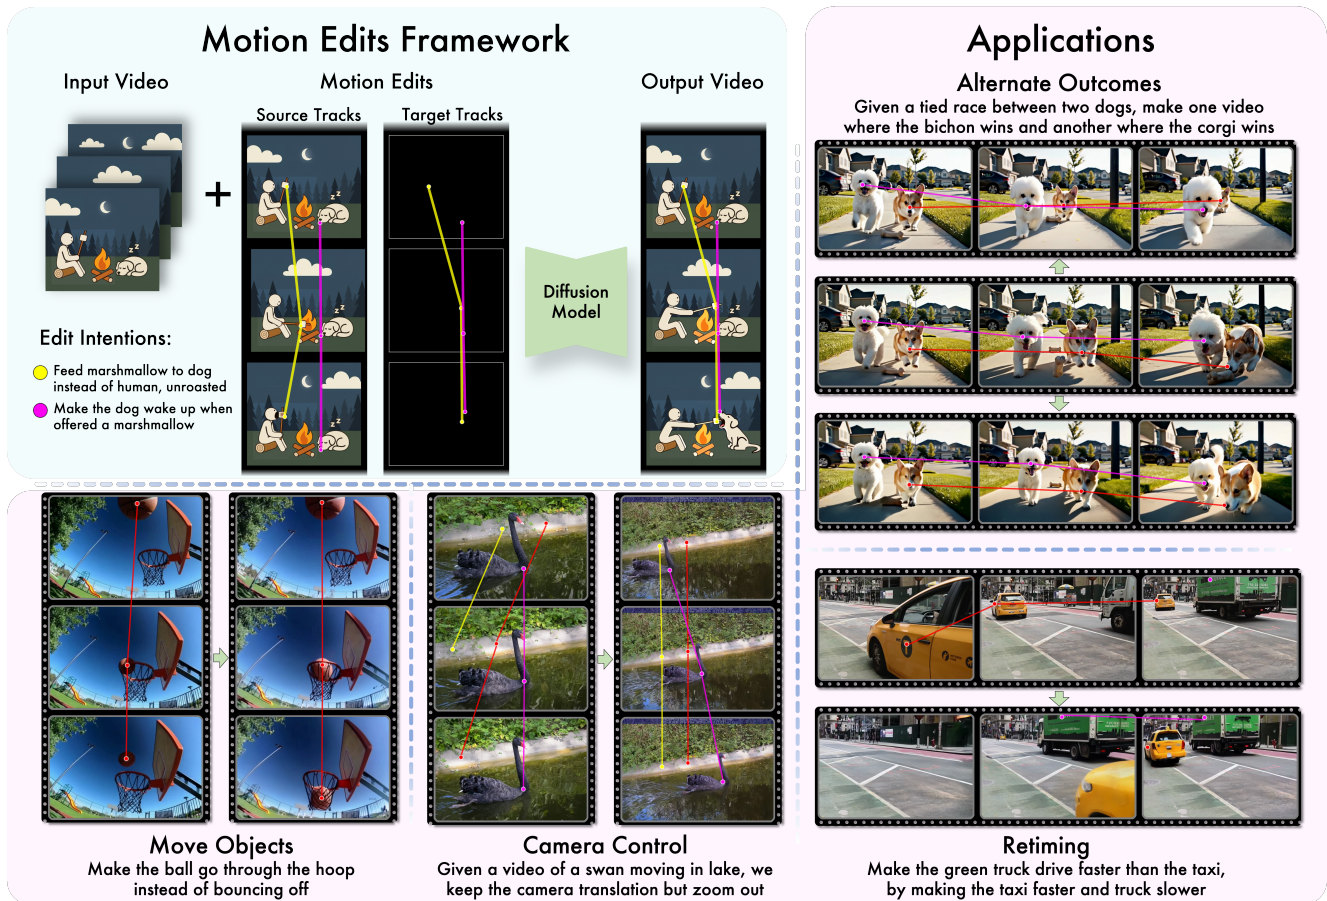 Motion Edits Framework
Input Video
Motion Edits
Output Video
Source Tracks
Target Tracks
z z
z z
+
Edit Intentions:
Feed marshmallow to dog
instead of human, unroasted
Make the dog wake up when
offered a marshmallow
Diffusion
Model
Applications
Alternate Outcomes
Given a tied race between two dogs, make one video
where the bichon wins and another where the corgi wins
Move Objects
Make the ball go through the hoop
instead of bouncing off
Camera Control
Given a video of a swan moving in lake, we
keep the camera translation but zoom out
Retiming
Make the green truck drive faster than the taxi,
by making the taxi faster and truck slower